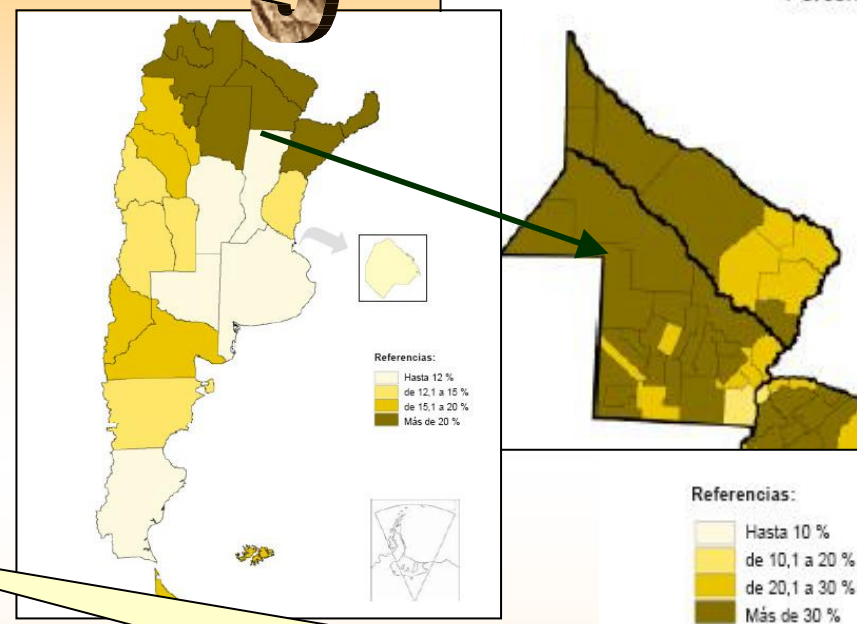 Referencias:
Hasta 12 %
de 12,1 a 15 %
de 15,1 a 20 %
Más de 20 %
Referencias:
Hasta 10 %
de 10,1 a 20 %
de 20,1 a 30 %
Más de 30 %